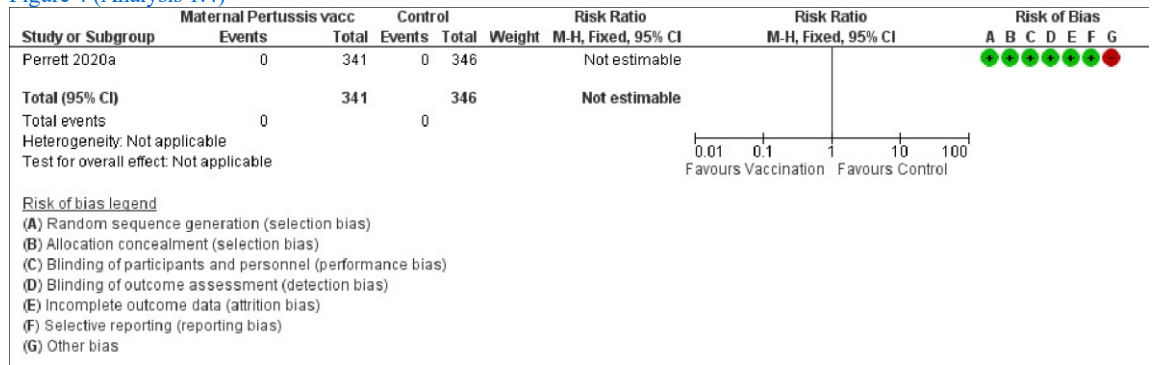 Figure 4 (Analysis 1.4)
Maternal Pertussis vacc Control Risk Ratio Risk Ratio Risk of Bias
Study or Subgroup Events Total Events Total Weight M-H, Fixed, 95% CI M-H, Fixed, 95% CI A B C D E F G
Perrett 2020a 0 341 0 346 Not estimable + + + + + + -
Total (95% CI) 341 346 Not estimable
Total events 0 0
Heterogeneity: Not applicable
Test for overall effect: Not applicable
0.01 0.1 1 10 100
Favours Vaccination Favours Control
Risk of bias legend
(A) Random sequence generation (selection bias)
(B) Allocation concealment (selection bias)
(C) Blinding of participants and personnel (performance bias)
(D) Blinding of outcome assessment (detection bias)
(E) Incomplete outcome data (attrition bias)
(F) Selective reporting (reporting bias)
(G) Other bias